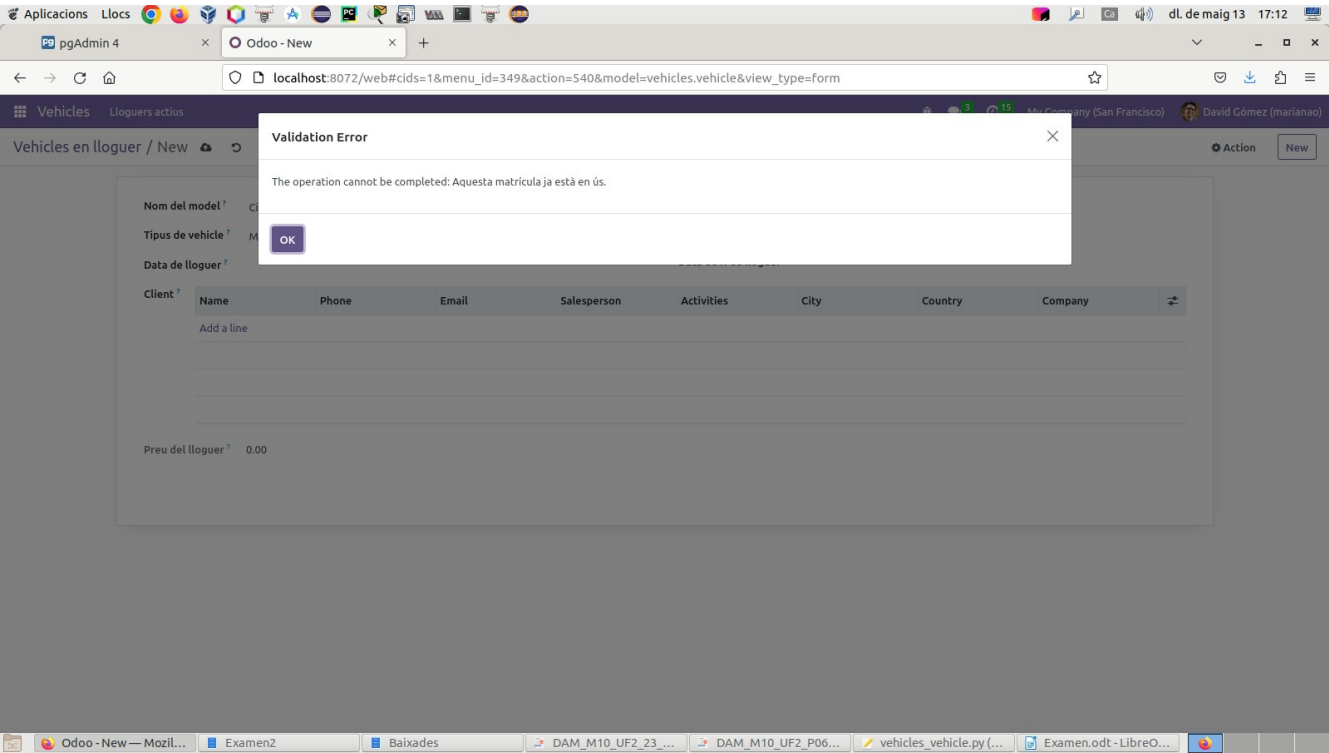 Aplicacions Llocs Ca dl. de maig 13 17:12
pgAdmin 4 Odoo - New
localhost:8072/web#cids=1&menu_id=349&action=540&model=vehicles.vehicle&view_type=form
Vehicles Lloguers actius 3 15 My Company (San Francisco) David Gómez (marianao)
Validation Error
Vehicles en lloguer / New Action New
The operation cannot be completed: Aquesta matrícula ja està en ús.
Nom del model ?
Tipus de vehicle ?
OK
Data de lloguer ?
Client ? Name Phone Email Salesperson Activities City Country Company
Add a line
Preu del lloguer ? 0.00
Odoo - New — Mozil... Examen2 Baixades DAM_M10_UF2_23_... DAM_M10_UF2_P06... vehicles_vehicle.py (... Examen.odt - LibreO...